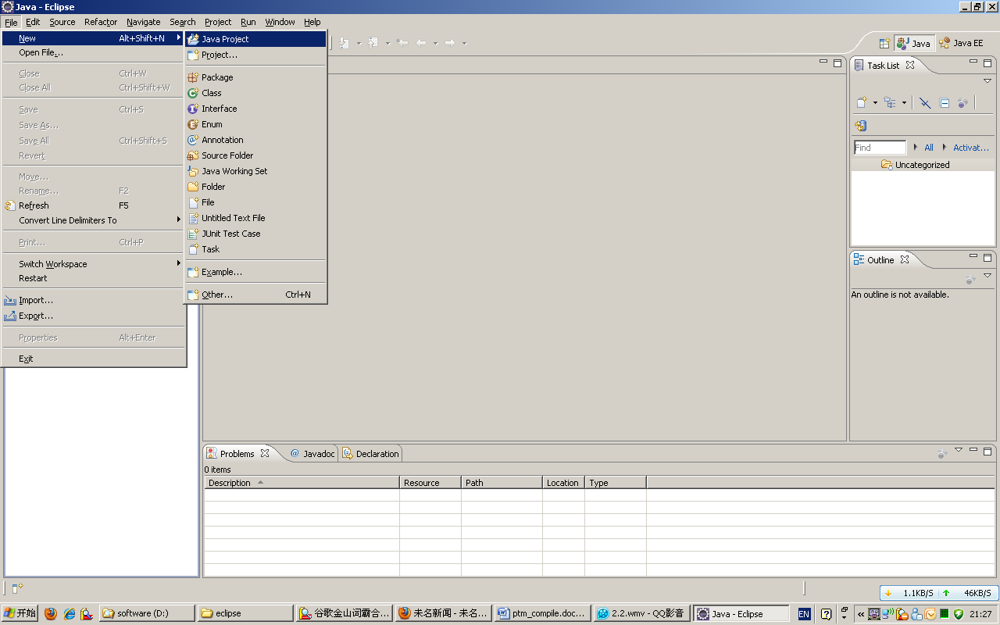 Java - Eclipse
File Edit Source Refactor Navigate Search Project Run Window Help
New Alt+Shift+N
Open File...
Close Ctrl+W
Close All Ctrl+Shift+W
Save Ctrl+S
Save As...
Save All Ctrl+Shift+S
Revert
Move...
Rename... F2
Refresh F5
Convert Line Delimiters To
Print... Ctrl+P
Switch Workspace
Restart
Import...
Export...
Properties Alt+Enter
Exit
Java Project
Project...
Package
Class
Interface
Enum
Annotation
Source Folder
Java Working Set
Folder
File
Untitled Text File
JUnit Test Case
Task
Example...
Other... Ctrl+N
Java Java EE
Task List
Find All Activat...
Uncategorized
Outline
An outline is not available.
Problems Javadoc Declaration
0 items
Description Resource Path Location Type
1.1KB/S 46KB/S
开始 software (D:) eclipse 谷歌金山词霸合... 未名新闻 - 未名... ptm_compile.doc... 2.2.wmv - QQ影音 Java - Eclipse EN 21:27